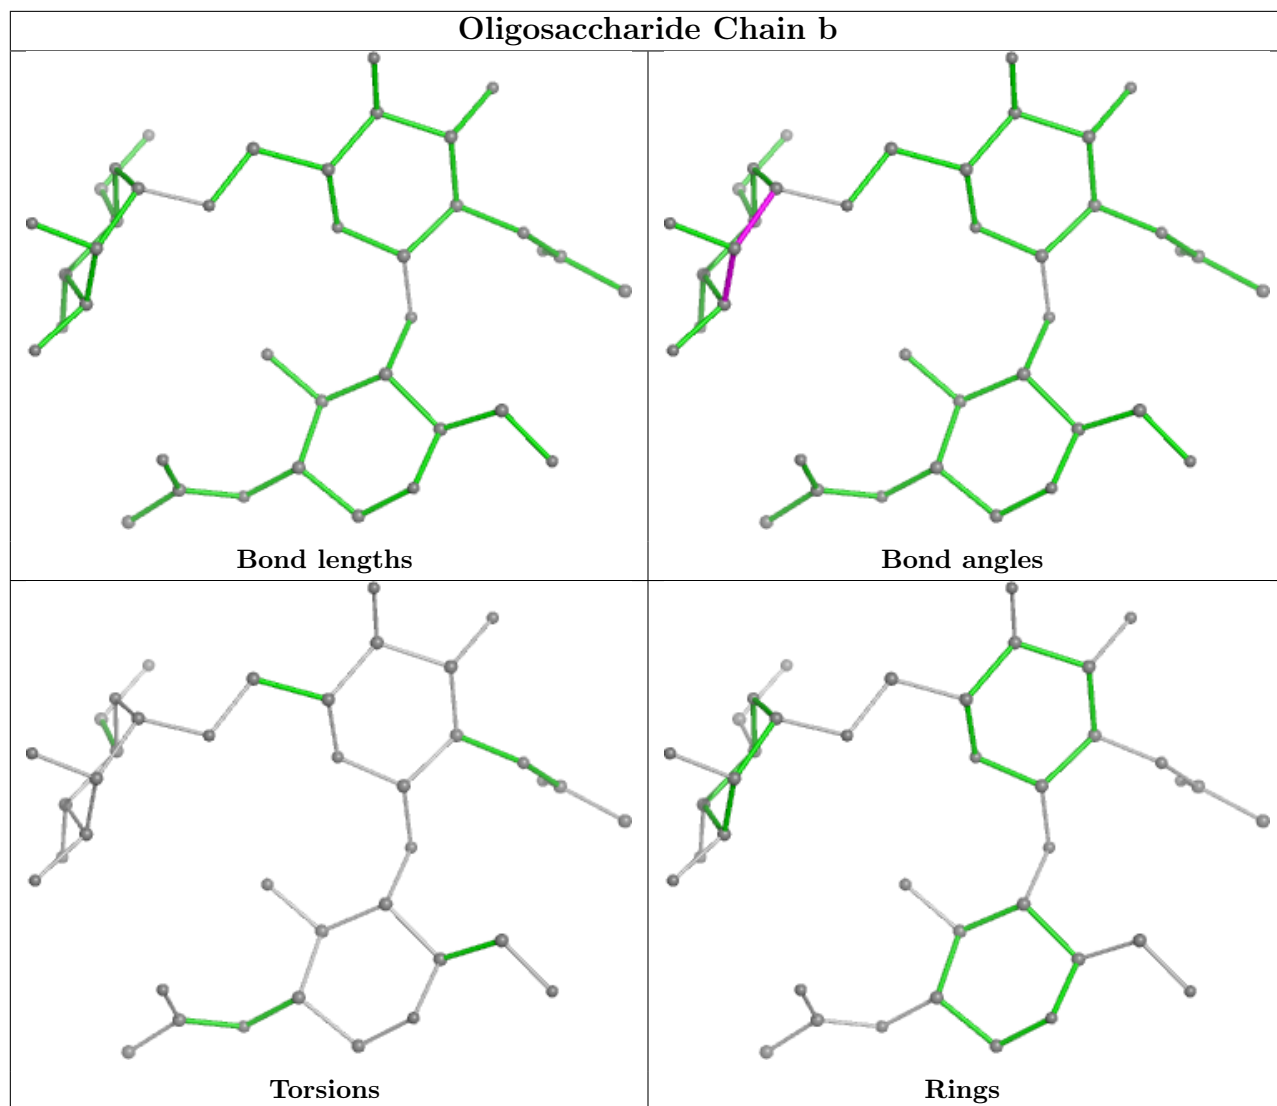 Oligosaccharide Chain b
Bond lengths
Bond angles
Torsions
Rings